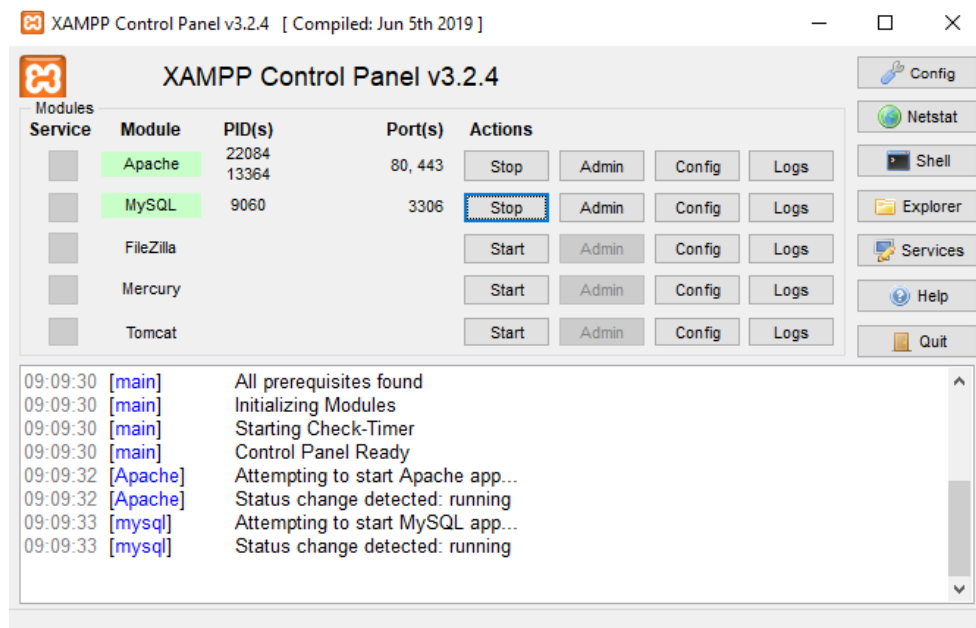 XAMPP Control Panel v3.2.4 [ Compiled: Jun 5th 2019 ]
XAMPP Control Panel v3.2.4
Config
Modules
Netstat
Service Module PID(s) Port(s) Actions
Apache 22084 13364 80, 443 Stop Admin Config Logs
Shell
MySQL 9060 3306 Stop Admin Config Logs
Explorer
FileZilla Start Admin Config Logs
Services
Mercury Start Admin Config Logs
Help
Tomcat Start Admin Config Logs
Quit
09:09:30 [main] All prerequisites found
09:09:30 [main] Initializing Modules
09:09:30 [main] Starting Check-Timer
09:09:30 [main] Control Panel Ready
09:09:32 [Apache] Attempting to start Apache app...
09:09:32 [Apache] Status change detected: running
09:09:33 [mysql] Attempting to start MySQL app...
09:09:33 [mysql] Status change detected: running